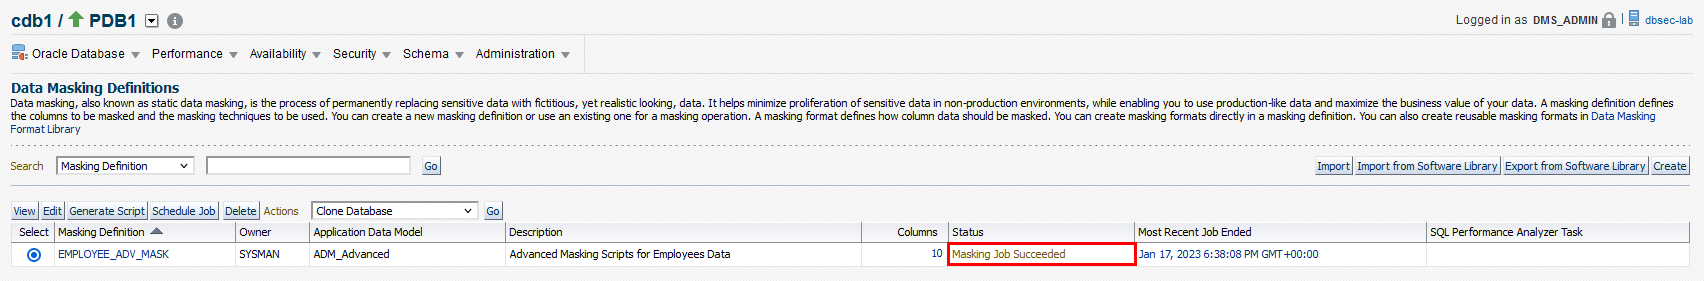 cdb1 / PDB1
Logged in as DMS_ADMIN | dbsec-lab
Oracle Database Performance Availability Security Schema Administration
Data Masking Definitions
Data masking, also known as static data masking, is the process of permanently replacing sensitive data with fictitious, yet realistic looking, data. It helps minimize proliferation of sensitive data in non-production environments, while enabling you to use production-like data and maximize the business value of your data. A masking definition defines
the columns to be masked and the masking techniques to be used. You can create a new masking definition or use an existing one for a masking operation. A masking format defines how column data should be masked. You can create masking formats directly in a masking definition. You can also create reusable masking formats in Data Masking
Format Library
Search Masking Definition Go Import Import from Software Library Export from Software Library Create
View Edit Generate Script Schedule Job Delete Actions Clone Database Go
Select Masking Definition Owner Application Data Model Description Columns Status Most Recent Job Ended SQL Performance Analyzer Task
EMPLOYEE_ADV_MASK SYSMAN ADM_Advanced Advanced Masking Scripts for Employees Data 10 Masking Job Succeeded Jan 17, 2023 6:38:08 PM GMT+00:00